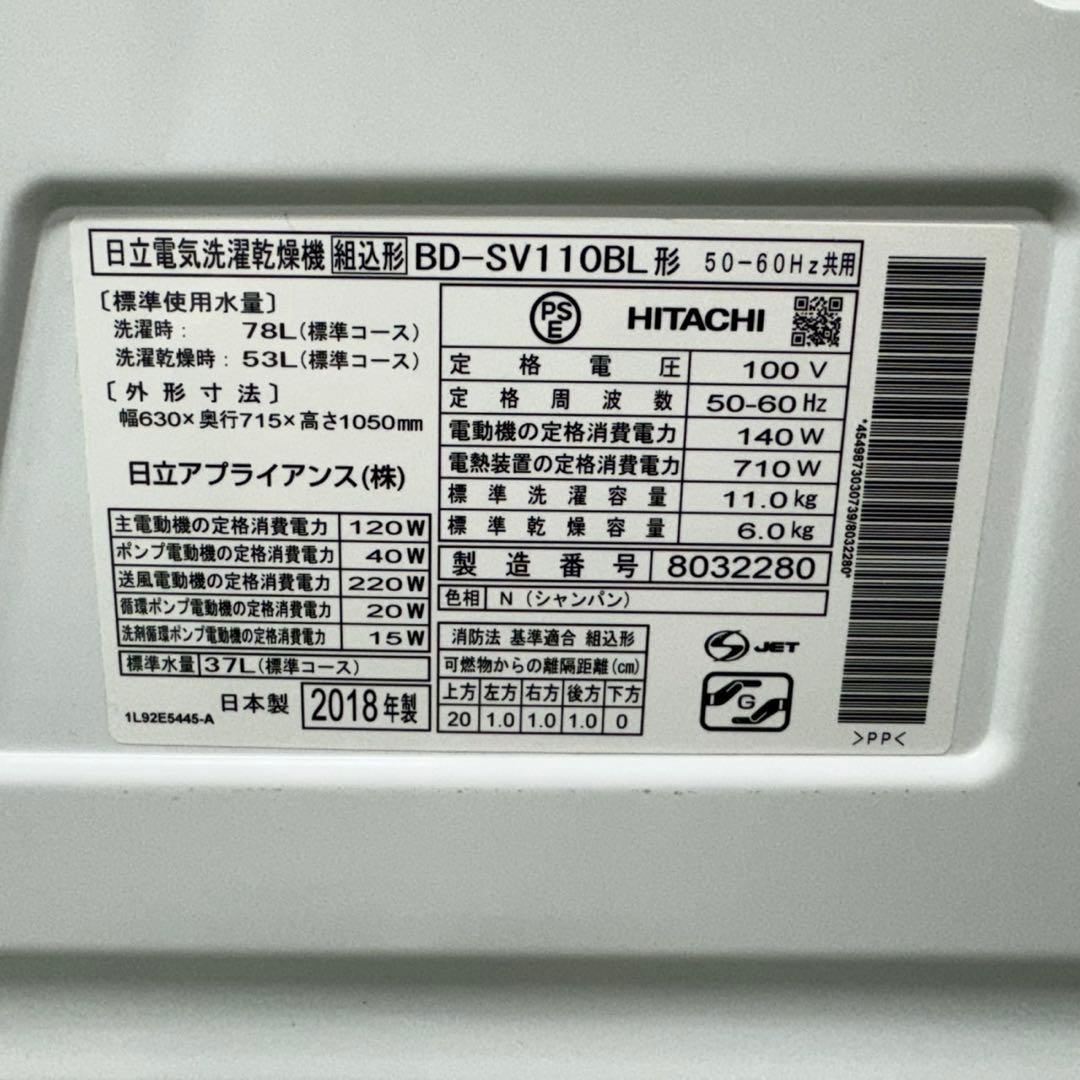 日立電気洗濯乾燥機 組込形 BD-SV110BL形 50-60Hz共用
〔標準使用水量〕
洗濯時: 78L(標準コース)
洗濯乾燥時: 53L(標準コース)
〔外形寸法〕
幅630×奥行715×高さ1050mm
日立アプライアンス(株)
主電動機の定格消費電力 120W
ポンプ電動機の定格消費電力 40W
送風電動機の定格消費電力 220W
循環ポンプ電動機の定格消費電力 20W
洗剤循環ポンプ電動機の定格消費電力 15W
標準水量 37L(標準コース)
1L92E5445-A 日本製 2018年製
PSE HITACHI
定格電圧 100V
定格周波数 50-60Hz
電動機の定格消費電力 140W
電熱装置の定格消費電力 710W
標準洗濯容量 11.0kg
標準乾燥容量 6.0kg
製造番号 8032280
色相 N(シャンパン)
消防法 基準適合 組込形
可燃物からの離隔距離(cm)
上方 左方 右方 後方 下方
20 1.0 1.0 1.0 0
S JET
G
*4549873030739/8032280*
>PP<